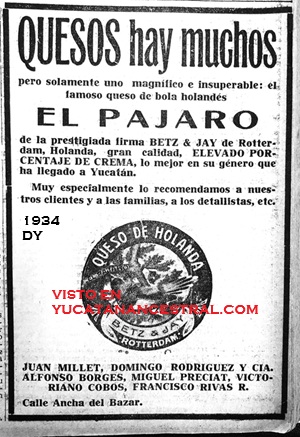 QUESOS hay muchos
pero solamente uno magnífico e insuperable: el
famoso queso de bola holandés
EL PAJARO
de la prestigiada firma BETZ & JAY de Rotter-
dam, Holanda, gran calidad, ELEVADO POR-
CENTAJE DE CREMA, lo mejor en su género que
ha llegado a Yucatán.
Muy especialmente lo recomendamos a nues-
tros clientes y a las familias, a los detallistas, etc.
1934
DY
QUESO DE HOLANDA
VISTO EN
YUCATANANCESTRAL.COM
BETZ & JAY
-ROTTERDAM-
JUAN MILLET, DOMINGO RODRIGUEZ Y CIA.
ALFONSO BORGES, MIGUEL PRECIAT, VICTO-
RIANO COBOS, FRANCISCO RIVAS R.
Calle Ancha del Bazar.